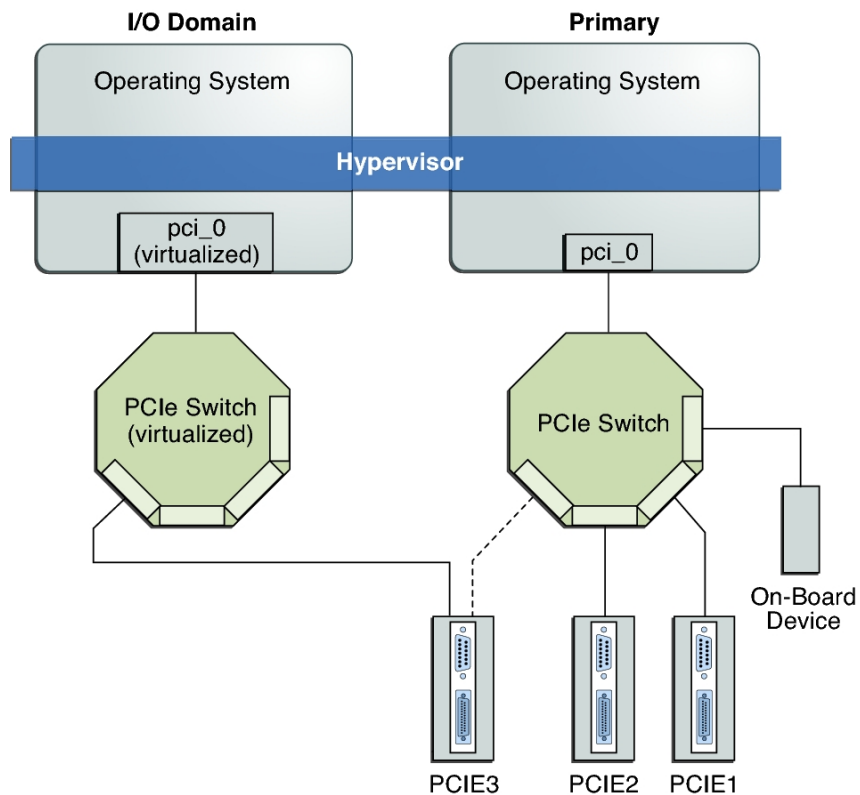 I/O Domain
Primary
Operating System
Operating System
Hypervisor
pci_0
(virtualized)
pci_0
PCIe Switch
(virtualized)
PCIe Switch
On-Board
Device
PCIE3
PCIE2
PCIE1